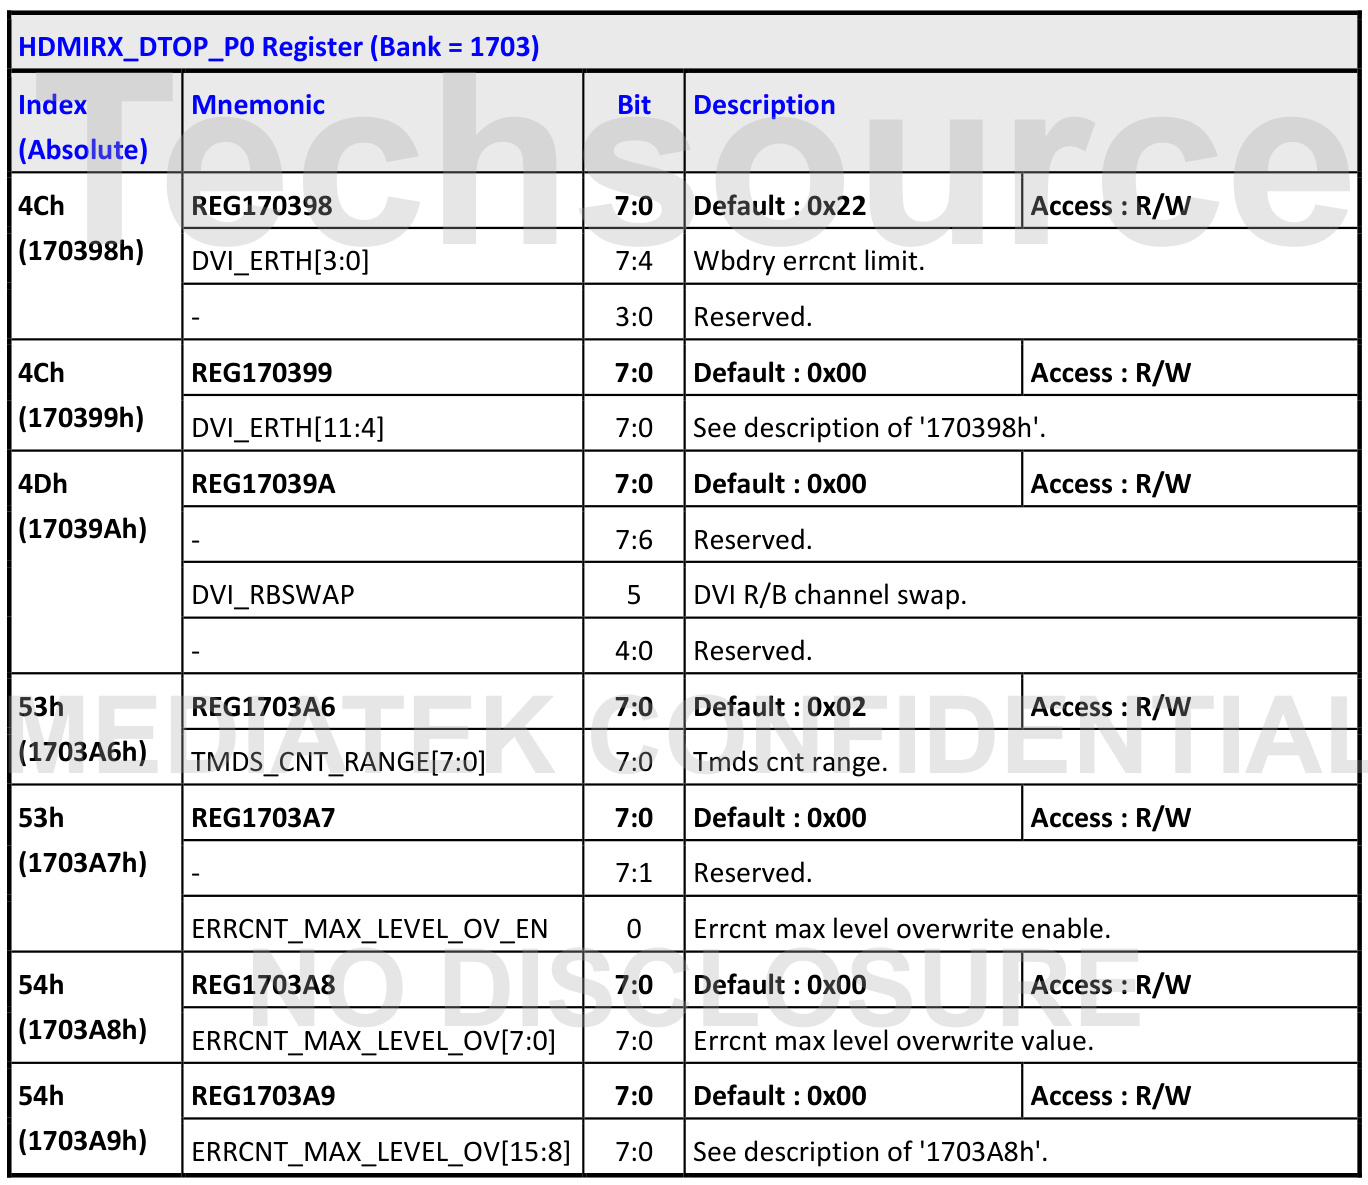 HDMIRX_DTOP_P0 Register (Bank = 1703)
Index (Absolute) Mnemonic Bit Description
4Ch (170398h) REG170398 7:0 Default : 0x22 Access : R/W
DVI_ERTH[3:0] 7:4 Wbdry errcnt limit.
- 3:0 Reserved.
4Ch (170399h) REG170399 7:0 Default : 0x00 Access : R/W
DVI_ERTH[11:4] 7:0 See description of '170398h'.
4Dh (17039Ah) REG17039A 7:0 Default : 0x00 Access : R/W
- 7:6 Reserved.
DVI_RBSWAP 5 DVI R/B channel swap.
- 4:0 Reserved.
53h (1703A6h) REG1703A6 7:0 Default : 0x02 Access : R/W
TMDS_CNT_RANGE[7:0] 7:0 Tmds cnt range.
53h (1703A7h) REG1703A7 7:0 Default : 0x00 Access : R/W
- 7:1 Reserved.
ERRCNT_MAX_LEVEL_OV_EN 0 Errcnt max level overwrite enable.
54h (1703A8h) REG1703A8 7:0 Default : 0x00 Access : R/W
ERRCNT_MAX_LEVEL_OV[7:0] 7:0 Errcnt max level overwrite value.
54h (1703A9h) REG1703A9 7:0 Default : 0x00 Access : R/W
ERRCNT_MAX_LEVEL_OV[15:8] 7:0 See description of '1703A8h'.
Techsource
MEDIATEK CONFIDENTIAL
NO DISCLOSURE